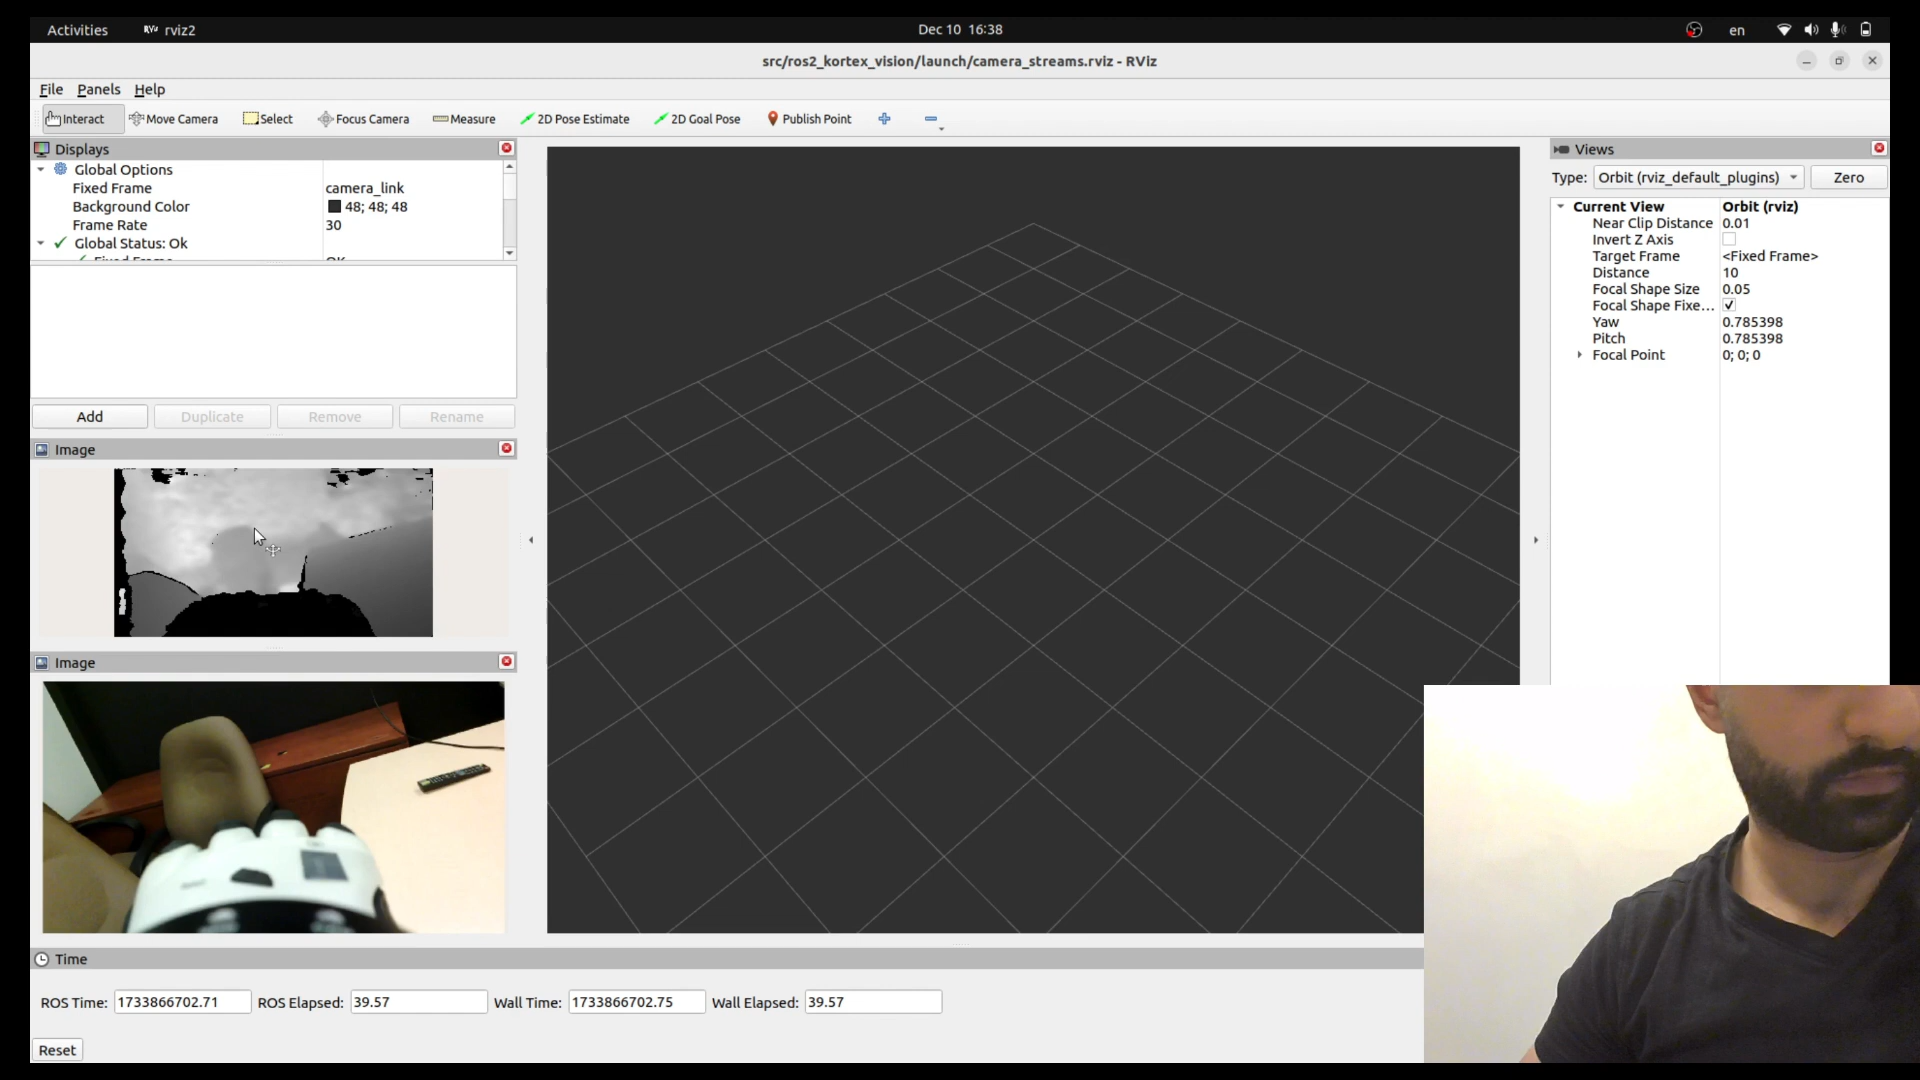 Activities rviz2 Dec 10 16:38 en
src/ros2_kortex_vision/launch/camera_streams.rviz - RViz
File Panels Help
Interact Move Camera Select Focus Camera Measure 2D Pose Estimate 2D Goal Pose Publish Point
Displays
Global Options
Fixed Frame camera_link
Background Color 48; 48; 48
Frame Rate 30
Global Status: Ok
Fixed Frame OK
Add Duplicate Remove Rename
Image
Image
Views
Type: Orbit (rviz_default_plugins) Zero
Current View Orbit (rviz)
Near Clip Distance 0.01
Invert Z Axis
Target Frame <Fixed Frame>
Distance 10
Focal Shape Size 0.05
Focal Shape Fixe...
Yaw 0.785398
Pitch 0.785398
Focal Point 0; 0; 0
Time
ROS Time: 1733866702.71 ROS Elapsed: 39.57 Wall Time: 1733866702.75 Wall Elapsed: 39.57
Reset